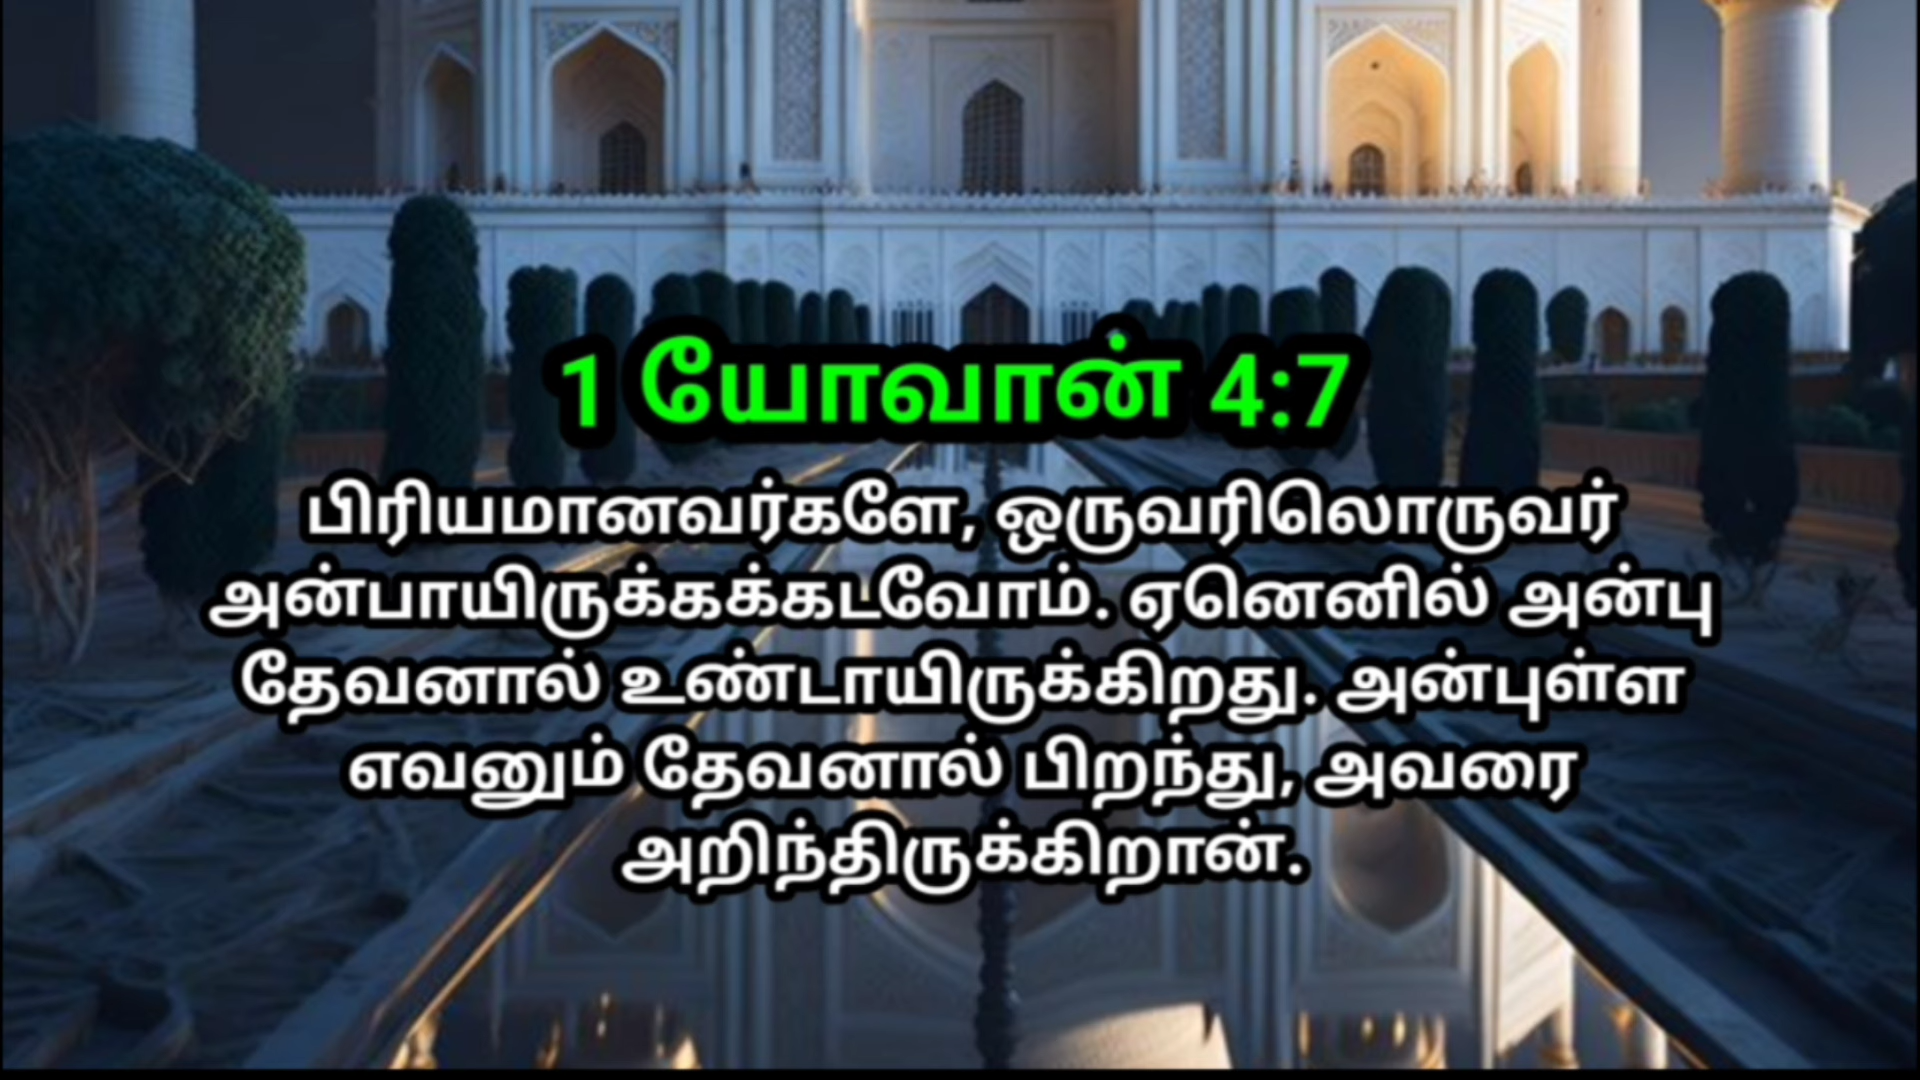 1 யோவான் 4:7
பிரியமானவர்களே, ஒருவரிலொருவர்
அன்பாயிருக்கக்கடவோம். ஏனெனில் அன்பு
தேவனால் உண்டாயிருக்கிறது. அன்புள்ள
எவனும் தேவனால் பிறந்து, அவரை
அறிந்திருக்கிறான்.